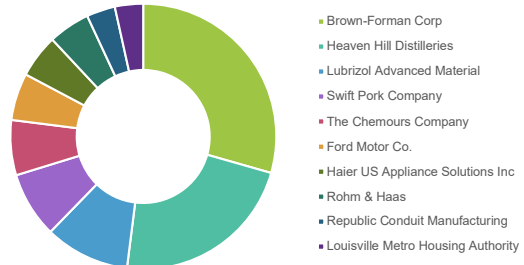 Brown-Forman Corp
Heaven Hill Distilleries
Lubrizol Advanced Material
Swift Pork Company
The Chemours Company
Ford Motor Co.
Haier US Appliance Solutions Inc
Rohm & Haas
Republic Conduit Manufacturing
Louisville Metro Housing Authority